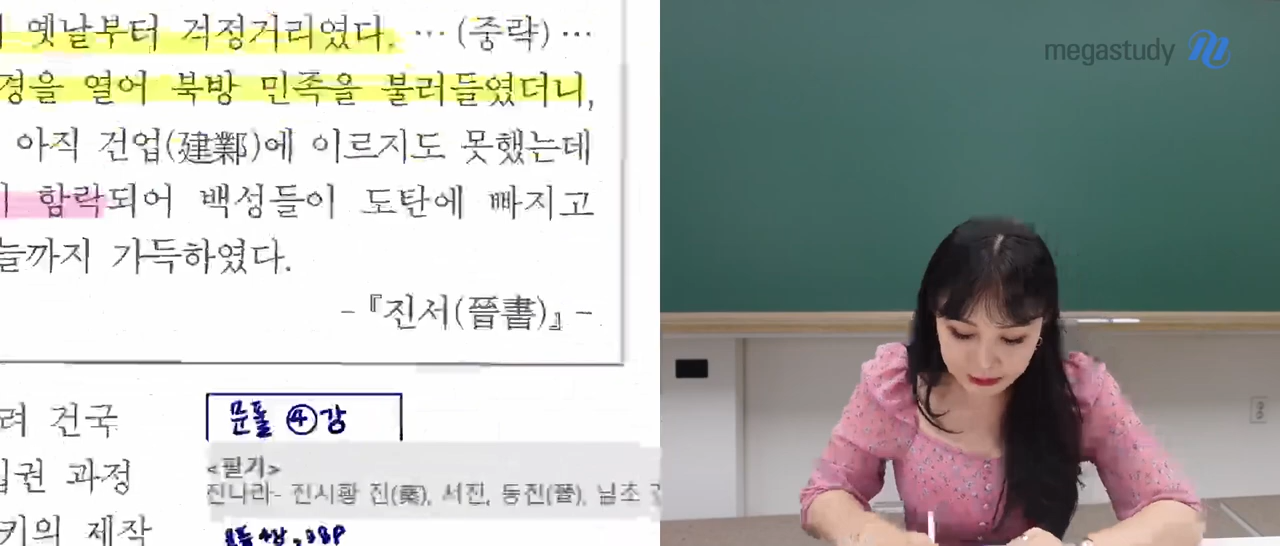 옛날부터 걱정거리였다. … (중략) …
경을 열어 북방 민족을 불러들였더니,
아직 건업(建鄴)에 이르지도 못했는데
함락되어 백성들이 도탄에 빠지고
늘까지 가득하였다.
-『진서(晉書)』-
려 건국
집권 과정
키의 제작
문풀 ④강
<필기>
진나라- 진시황 진(秦), 서진, 동진(晉), 님초
megastudy